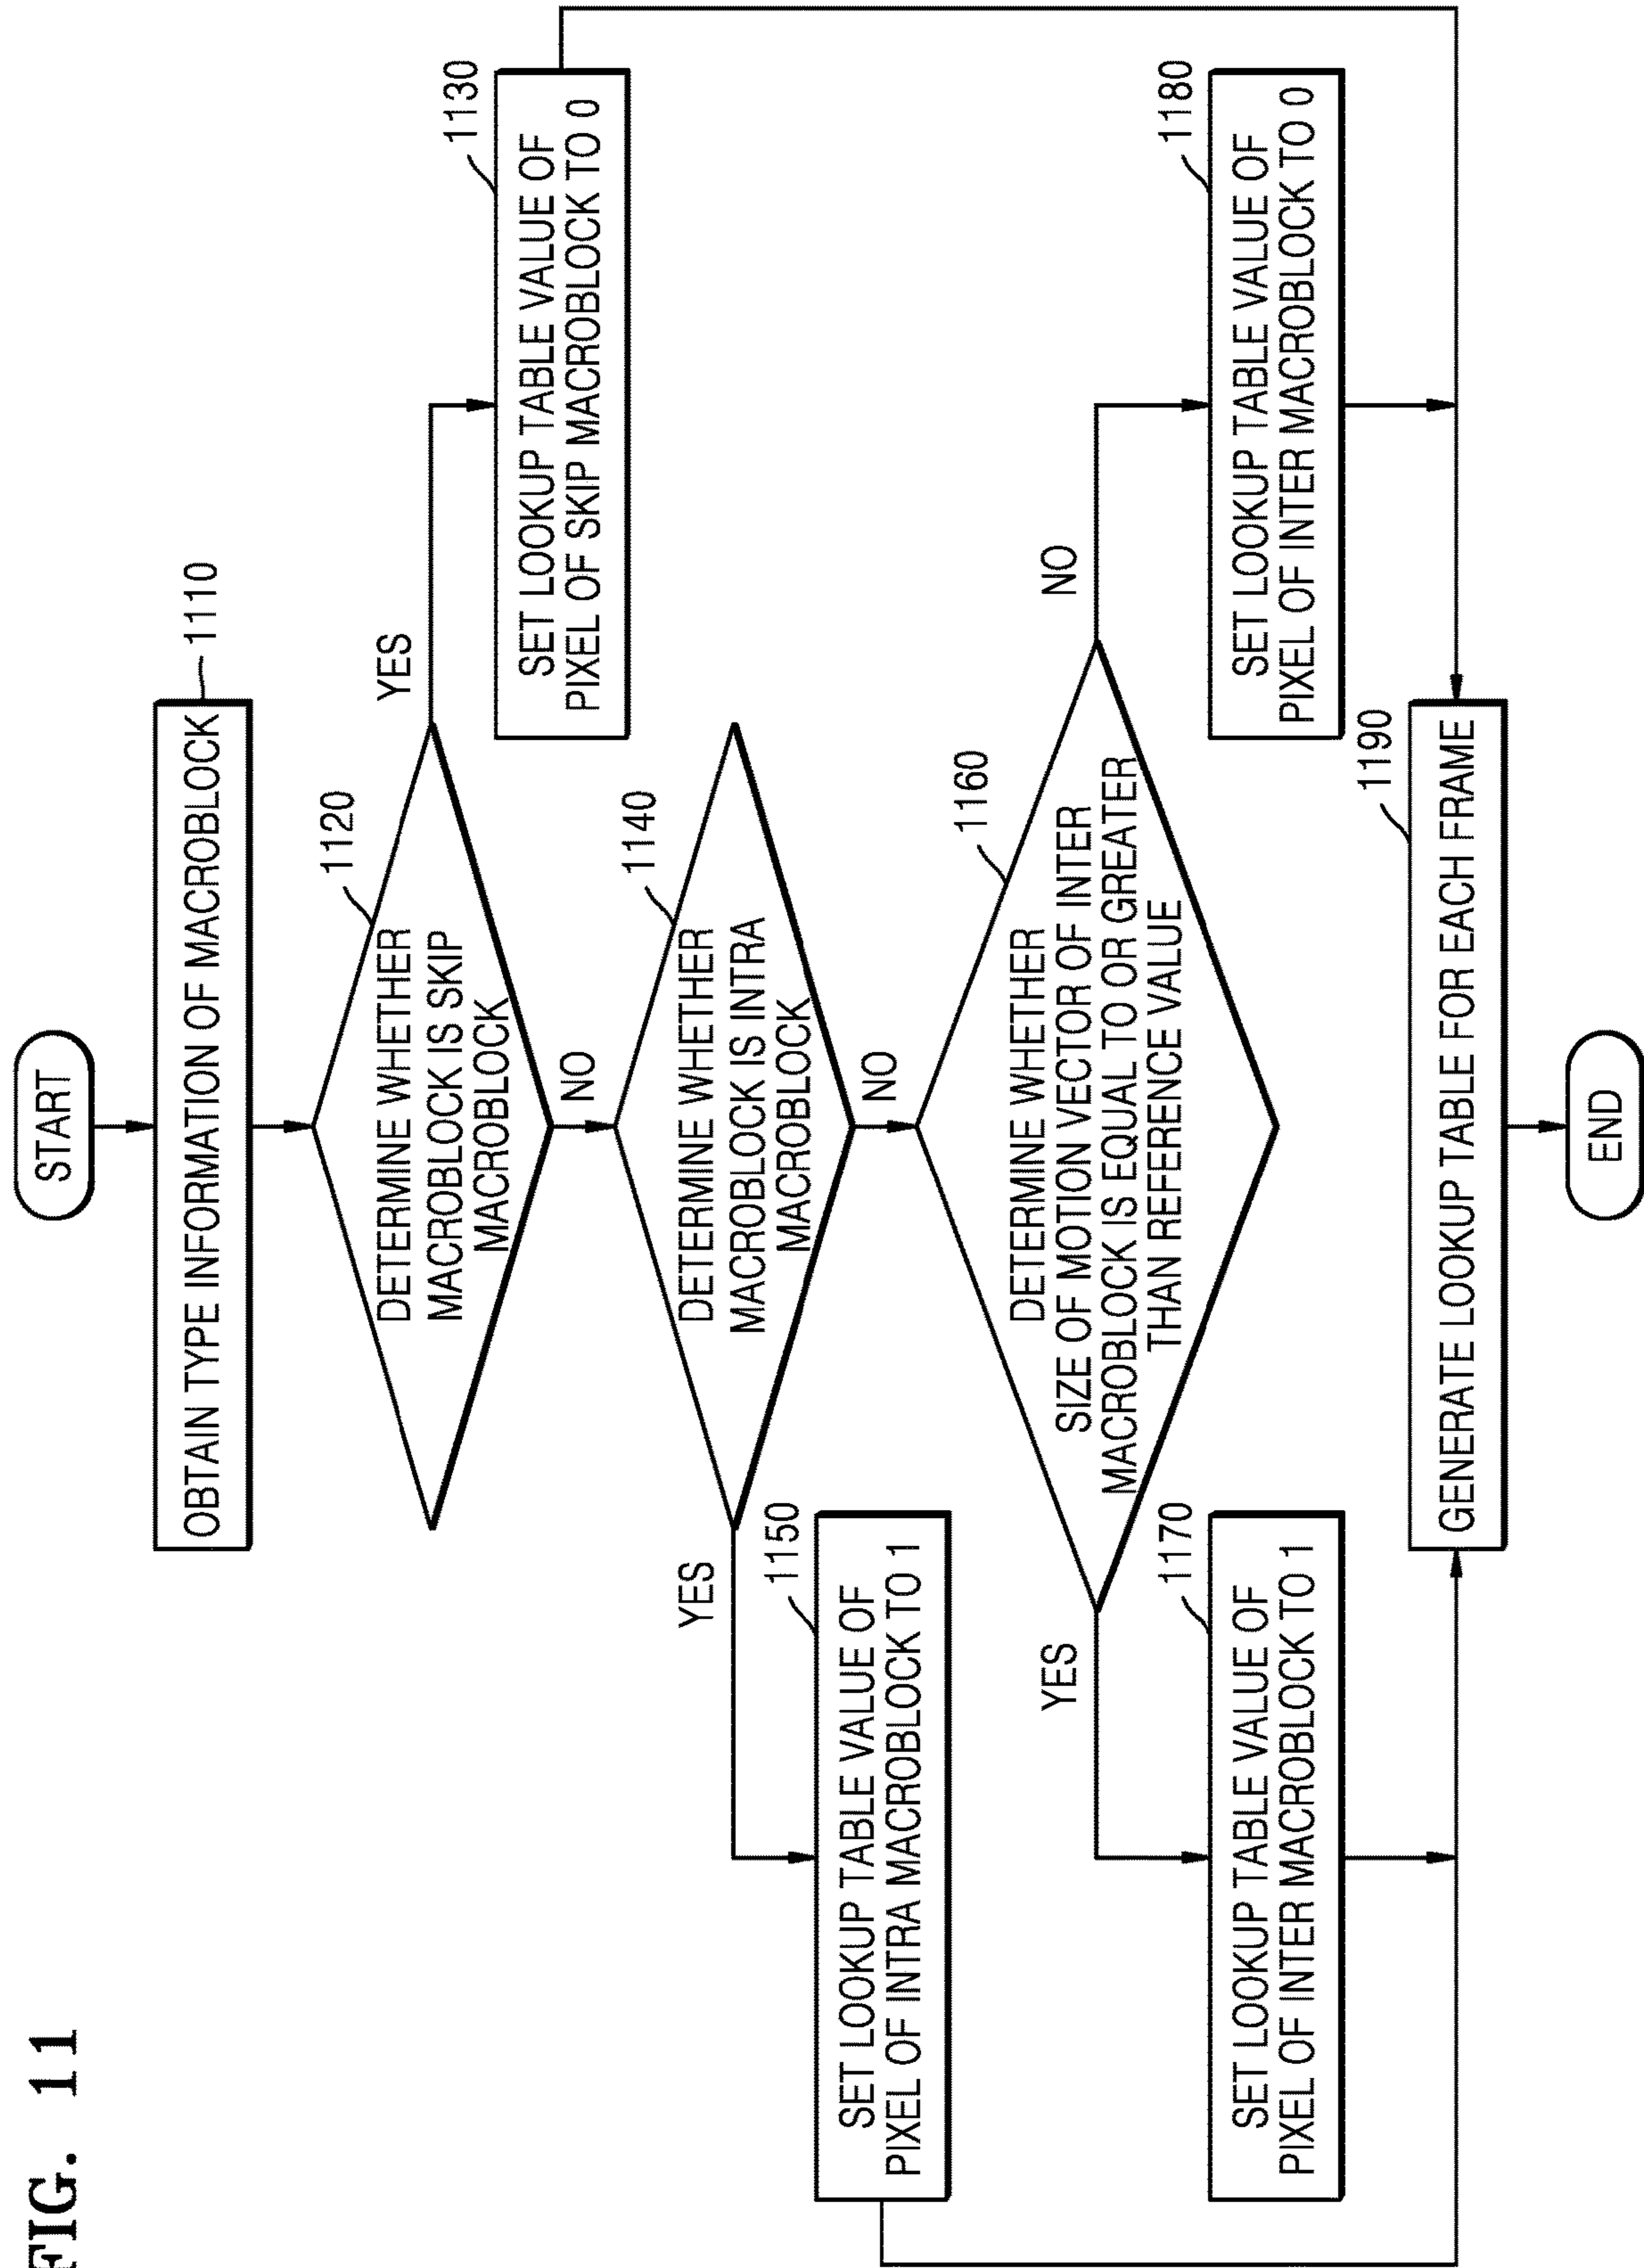 FIG. 11
START
OBTAIN TYPE INFORMATION OF MACROBLOCK
1110
DETERMINE WHETHER
MACROBLOCK IS SKIP
MACROBLOCK
1120
YES
NO
SET LOOKUP TABLE VALUE OF
PIXEL OF SKIP MACROBLOCK TO 0
1130
DETERMINE WHETHER
MACROBLOCK IS INTRA
MACROBLOCK
1140
YES
NO
SET LOOKUP TABLE VALUE OF
PIXEL OF INTRA MACROBLOCK TO 1
1150
DETERMINE WHETHER
SIZE OF MOTION VECTOR OF INTER
MACROBLOCK IS EQUAL TO OR GREATER
THAN REFERENCE VALUE
1160
YES
NO
SET LOOKUP TABLE VALUE OF
PIXEL OF INTER MACROBLOCK TO 1
1170
SET LOOKUP TABLE VALUE OF
PIXEL OF INTER MACROBLOCK TO 0
1180
GENERATE LOOKUP TABLE FOR EACH FRAME
1190
END